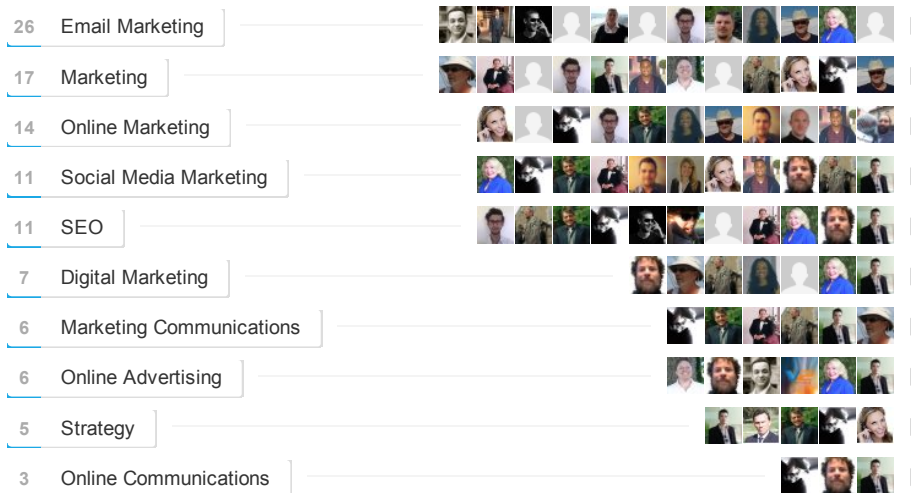 26 Email Marketing
17 Marketing
14 Online Marketing
11 Social Media Marketing
11 SEO
7 Digital Marketing
6 Marketing Communications
6 Online Advertising
5 Strategy
3 Online Communications